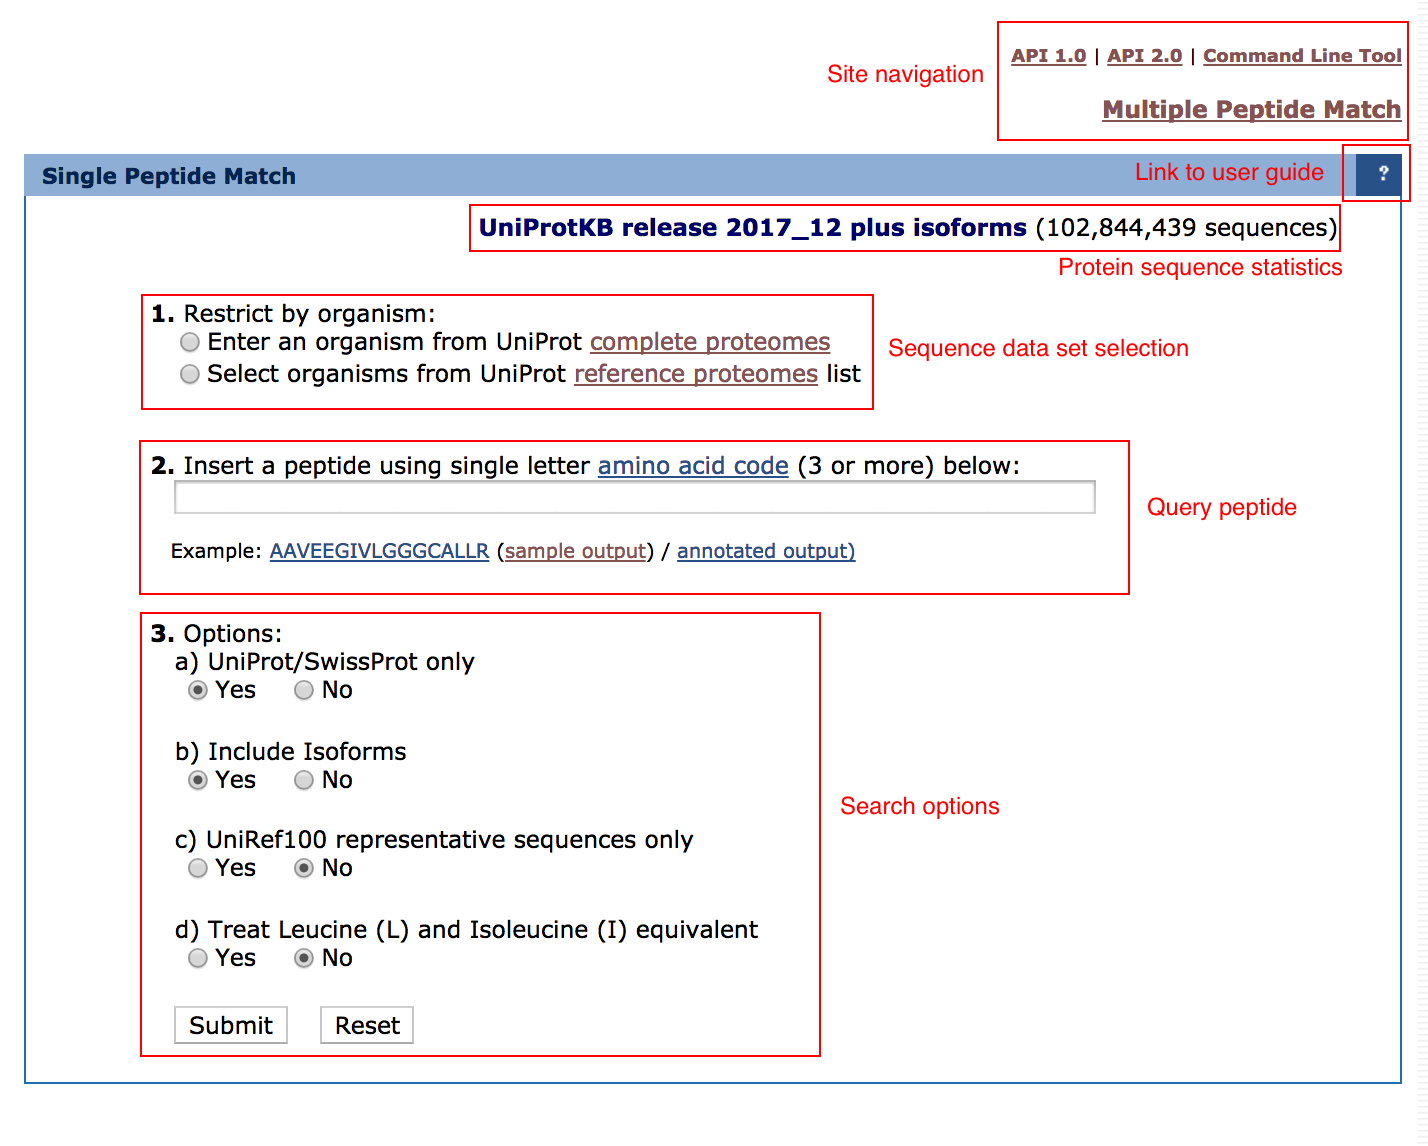 API 1.0 | API 2.0 | Command Line Tool
Site navigation
Multiple Peptide Match
Single Peptide Match
Link to user guide
?
UniProtKB release 2017_12 plus isoforms (102,844,439 sequences)
Protein sequence statistics
1. Restrict by organism:
Enter an organism from UniProt complete proteomes
Sequence data set selection
Select organisms from UniProt reference proteomes list
2. Insert a peptide using single letter amino acid code (3 or more) below:
Query peptide
Example: AAVEEGIVLGGGCALLR (sample output) / annotated output)
3. Options:
a) UniProt/SwissProt only
Yes No
b) Include Isoforms
Yes No
Search options
c) UniRef100 representative sequences only
Yes No
d) Treat Leucine (L) and Isoleucine (I) equivalent
Yes No
Submit Reset